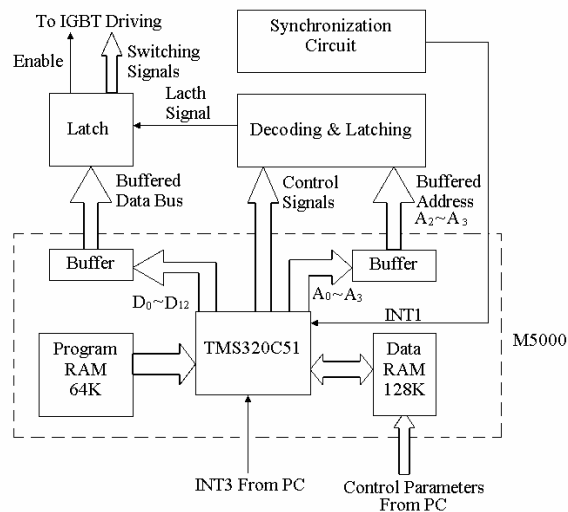 To IGBT Driving
Enable
Switching
Signals
Synchronization
Circuit
Lacth
Signal
Latch
Decoding & Latching
Buffered
Data Bus
Control
Signals
Buffered
Address
A₂~A₃
Buffer
Buffer
D₀~D₁₂
A₀~A₃
INT1
M5000
Program
RAM
64K
TMS320C51
Data
RAM
128K
INT3 From PC
Control Parameters
From PC